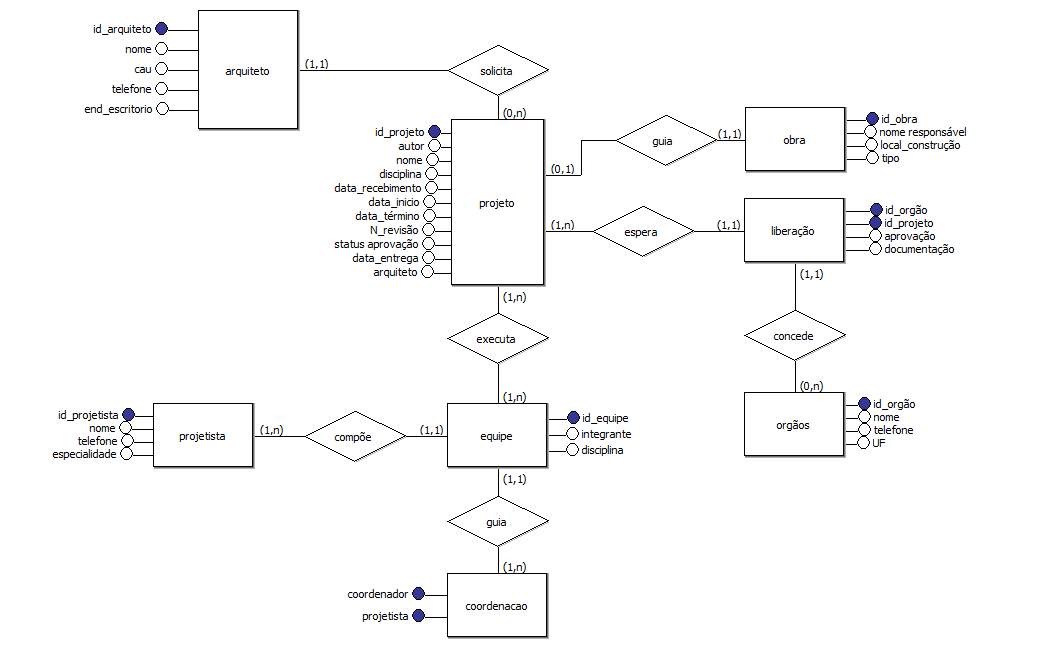 id_arquiteto
nome
cau
telefone
end_escritorio
arquiteto
(1,1)
solicita
(0,n)
id_projeto
autor
nome
disciplina
data_recebimento
data_inicio
data_término
N_revisão
status aprovação
data_entrega
arquiteto
projeto
(0,1)
guia
(1,1)
obra
id_obra
nome responsável
local_construção
tipo
(1,n)
espera
(1,1)
liberação
id_orgão
id_projeto
aprovação
documentação
(1,1)
concede
(0,n)
orgãos
id_orgão
nome
telefone
UF
(1,n)
executa
(1,n)
id_projetista
nome
telefone
especialidade
projetista
(1,n)
compõe
(1,1)
equipe
id_equipe
integrante
disciplina
(1,1)
guia
(1,n)
coordenador
projetista
coordenacao